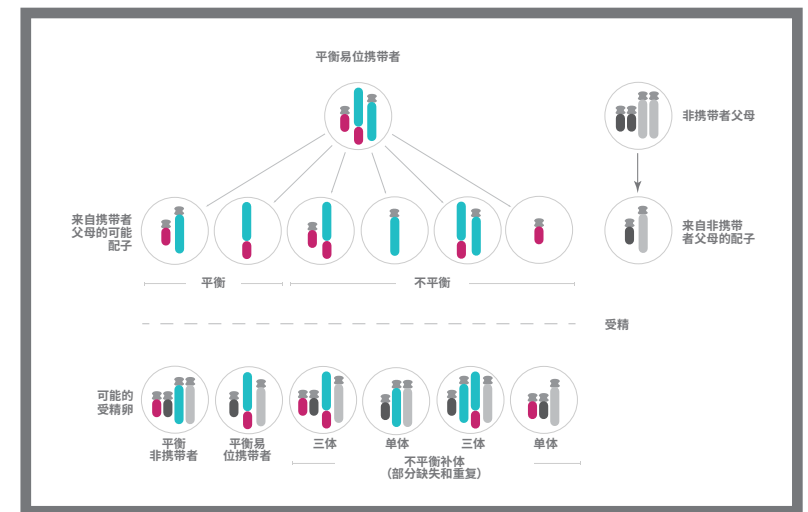 平衡易位携带者
非携带者父母
来自携带者
父母的可能
配子
来自非携带
者父母的配子
平衡
不平衡
受精
可能的
受精卵
平衡
非携带者
平衡易
位携带者
三体
单体
三体
单体
不平衡补体
（部分缺失和重复）